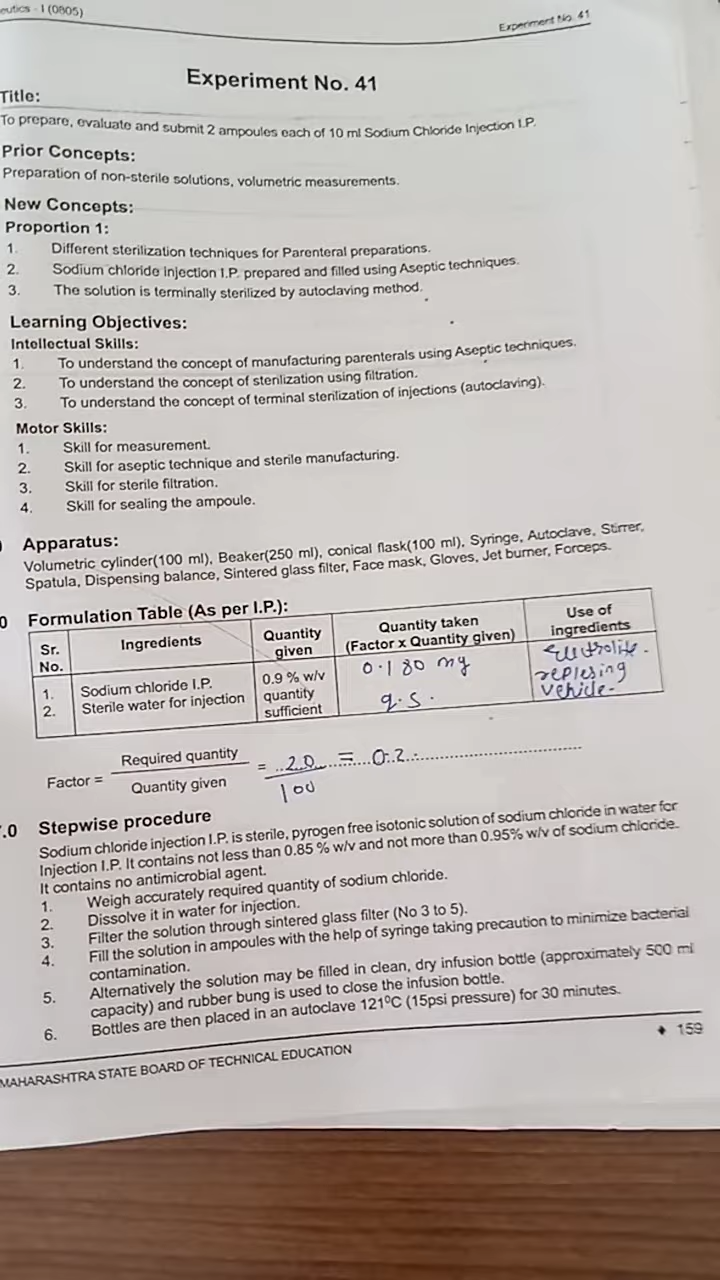 eutics - I (0805)
Experiment No. 41
Experiment No. 41
Title:
To prepare, evaluate and submit 2 ampoules each of 10 ml Sodium Chloride Injection I.P.
Prior Concepts:
Preparation of non-sterile solutions, volumetric measurements.
New Concepts:
Proportion 1:
1. Different sterilization techniques for Parenteral preparations.
2. Sodium chloride injection I.P. prepared and filled using Aseptic techniques.
3. The solution is terminally sterilized by autoclaving method.
Learning Objectives:
Intellectual Skills:
1. To understand the concept of manufacturing parenterals using Aseptic techniques.
2. To understand the concept of sterilization using filtration.
3. To understand the concept of terminal sterilization of injections (autoclaving).
Motor Skills:
1. Skill for measurement.
2. Skill for aseptic technique and sterile manufacturing.
3. Skill for sterile filtration.
4. Skill for sealing the ampoule.
Apparatus:
Volumetric cylinder(100 ml), Beaker(250 ml), conical flask(100 ml), Syringe, Autoclave, Stirrer,
Spatula, Dispensing balance, Sintered glass filter, Face mask, Gloves, Jet burner, Forceps.
0 Formulation Table (As per I.P.):
Sr. No. Ingredients Quantity given Quantity taken (Factor x Quantity given) Use of ingredients
1. Sodium chloride I.P. 0.9 % w/v 0.180 mg
2. Sterile water for injection quantity sufficient q.s. vehicle.
Factor = Required quantity / Quantity given = 20 / 100 = 0.2
.0 Stepwise procedure
Sodium chloride injection I.P. is sterile, pyrogen free isotonic solution of sodium chloride in water for
Injection I.P. It contains not less than 0.85 % w/v and not more than 0.95% w/v of sodium chloride.
It contains no antimicrobial agent.
1. Weigh accurately required quantity of sodium chloride.
2. Dissolve it in water for injection.
3. Filter the solution through sintered glass filter (No 3 to 5).
4. Fill the solution in ampoules with the help of syringe taking precaution to minimize bacterial
contamination.
5. Alternatively the solution may be filled in clean, dry infusion bottle (approximately 500 ml
capacity) and rubber bung is used to close the infusion bottle.
6. Bottles are then placed in an autoclave 121⁰C (15psi pressure) for 30 minutes.
MAHARASHTRA STATE BOARD OF TECHNICAL EDUCATION
159